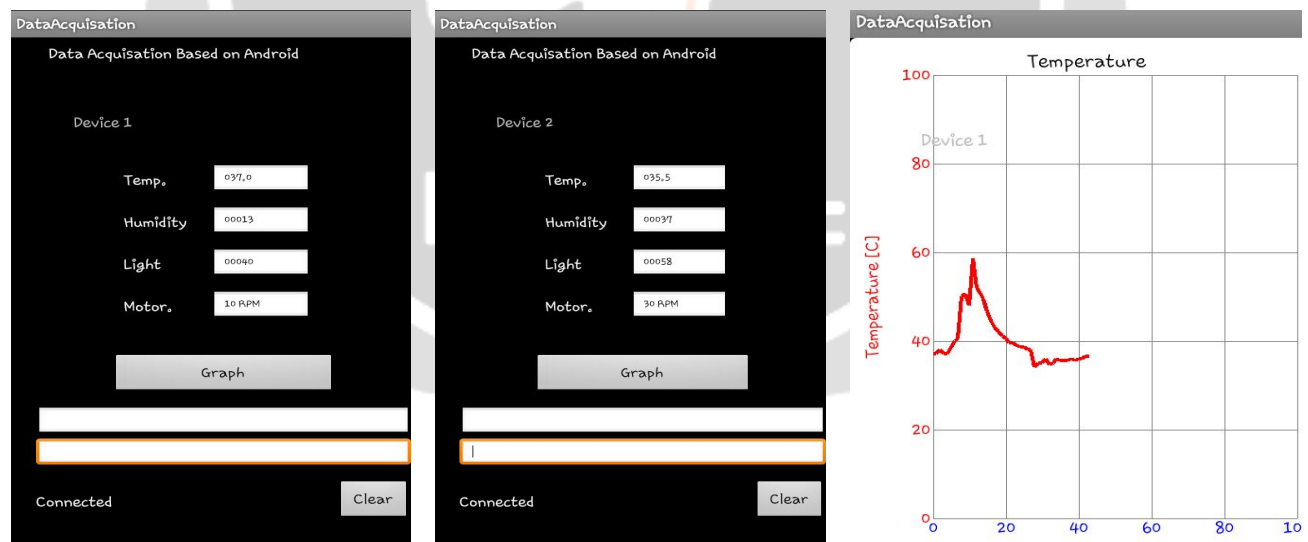 DataAcquisation
Data Acquisation Based on Android
Device 1
Temp. 037,0
Humidity 00013
Light 00040
Motor. 10 RPM
Graph
Connected
Clear
DataAcquisation
Data Acquisation Based on Android
Device 2
Temp. 035,5
Humidity 00037
Light 00058
Motor. 30 RPM
Graph
Connected
Clear
DataAcquisation
Temperature
Device 1
Temperature [C]
100
80
60
40
20
0
0 20 40 60 80 10